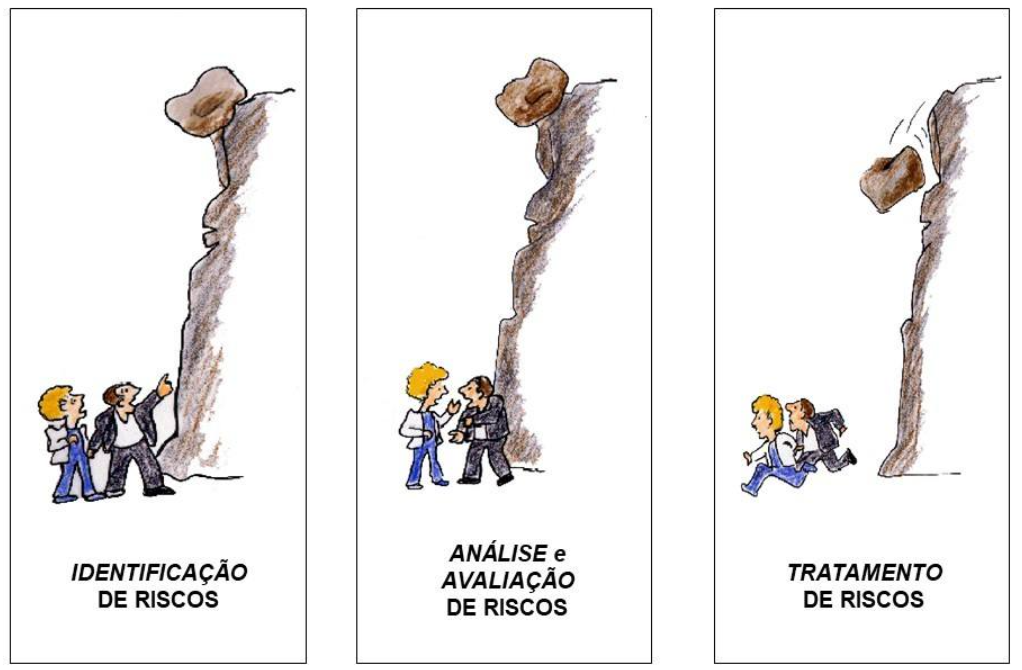 IDENTIFICAÇÃO
DE RISCOS
ANÁLISE e
AVALIAÇÃO
DE RISCOS
TRATAMENTO
DE RISCOS